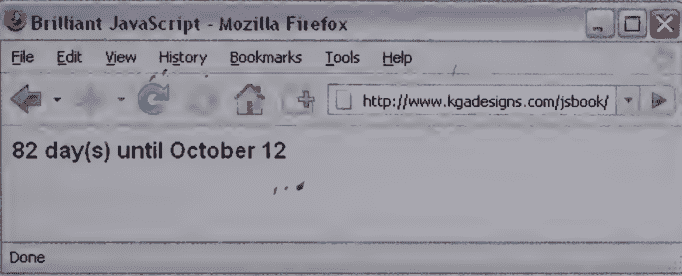 Brilliant JavaScript - Mozilla Firefox
File Edit View History Bookmarks Tools Help
http://www.kgadesigns.com/jsbook/
82 day(s) until October 12
Done